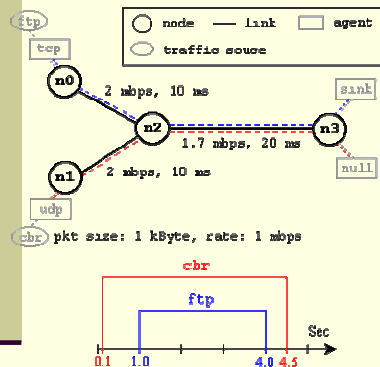 ftp
node
link
agent
traffic souce
tcp
n0
2 mbps, 10 ms
sink
n2
n3
1.7 mbps, 20 ms
n1
2 mbps, 10 ms
null
udp
cbr
pkt size: 1 kByte, rate: 1 mbps
cbr
ftp
Sec
0.1
1.0
4.0
4.5